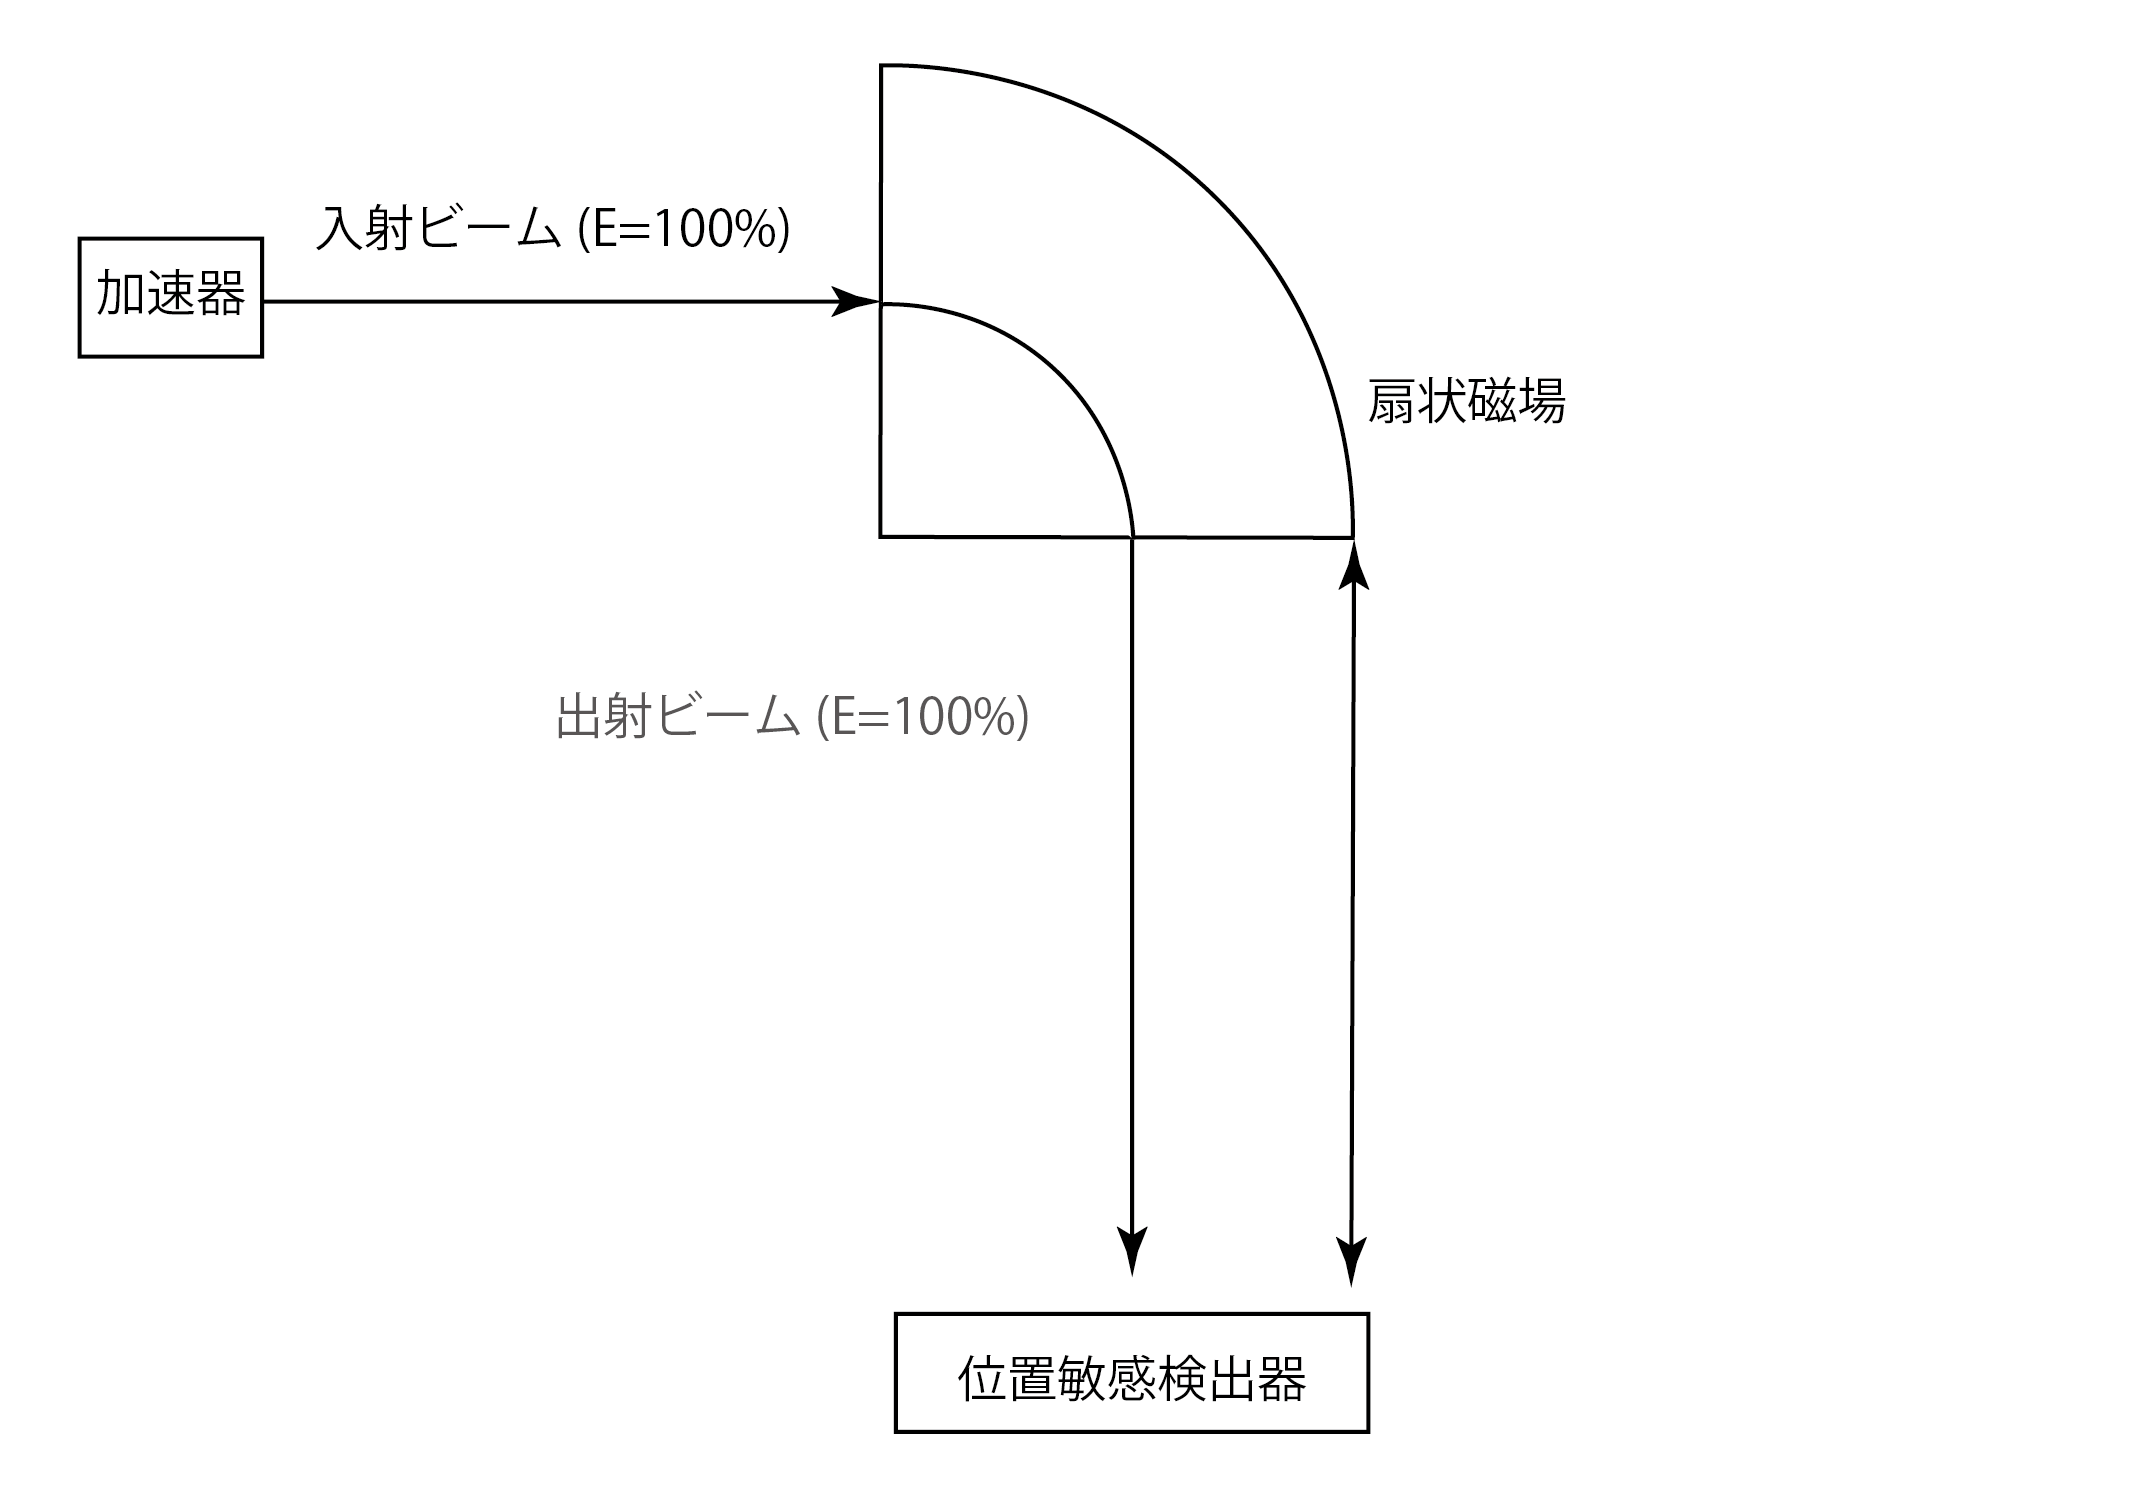 入射ビーム (E=100%)
加速器
扇状磁場
出射ビーム (E=100%)
位置敏感検出器